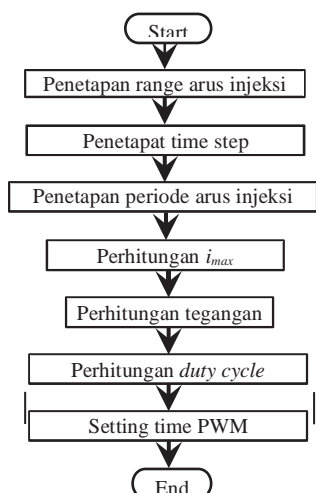 Start
Penetapan range arus injeksi
Penetapat time step
Penetapan periode arus injeksi
Perhitungan i_max
Perhitungan tegangan
Perhitungan duty cycle
Setting time PWM
End